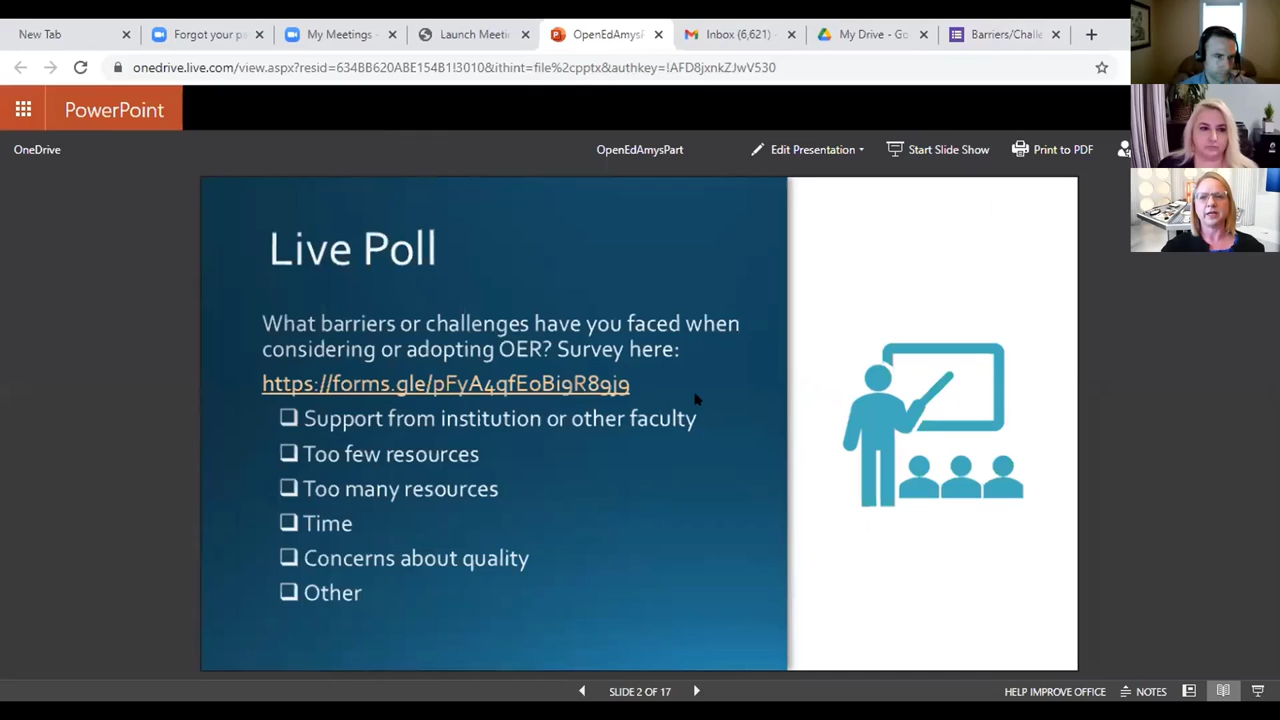 New Tab
Forgot your pa
My Meetings -
Launch Meetin
OpenEdAmysP
Inbox (6,621) -
My Drive - Go
Barriers/Challe
onedrive.live.com/view.aspx?resid=634BB620ABE154B1!3010&ithint=file%2cpptx&authkey=!AFD8jxnkZJwV530
PowerPoint
OneDrive
OpenEdAmysPart
Edit Presentation
Start Slide Show
Print to PDF
Live Poll
What barriers or challenges have you faced when
considering or adopting OER? Survey here:
https://forms.gle/pFyA4qfEoBi9R89j9
Support from institution or other faculty
Too few resources
Too many resources
Time
Concerns about quality
Other
SLIDE 2 OF 17
HELP IMPROVE OFFICE
NOTES